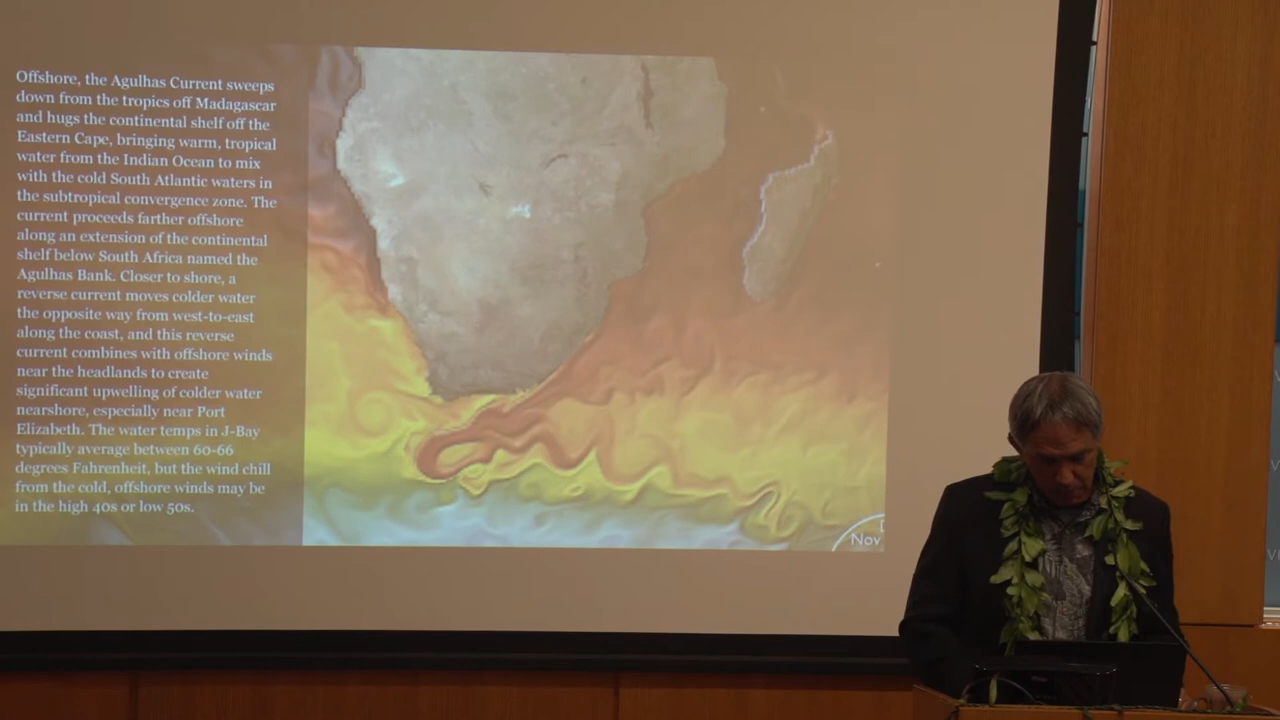 Offshore, the Agulhas Current sweeps
down from the tropics off Madagascar
and hugs the continental shelf off the
Eastern Cape, bringing warm, tropical
water from the Indian Ocean to mix
with the cold South Atlantic waters in
the subtropical convergence zone. The
current proceeds farther offshore
along an extension of the continental
shelf below South Africa named the
Agulhas Bank. Closer to shore, a
reverse current moves colder water
the opposite way from west-to-east
along the coast, and this reverse
current combines with offshore winds
near the headlands to create
significant upwelling of colder water
nearshore, especially near Port
Elizabeth. The water temps in J-Bay
typically average between 60-66
degrees Fahrenheit, but the wind chill
from the cold, offshore winds may be
in the high 40s or low 50s.
Nov